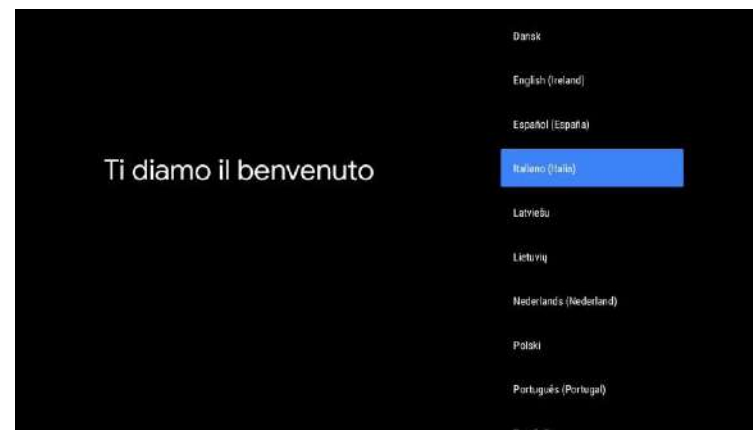 Ti diamo il benvenuto
Dansk
English (Ireland)
Español (España)
Italiano (Italia)
Latviešu
Lietuvių
Nederlands (Nederland)
Polski
Português (Portugal)